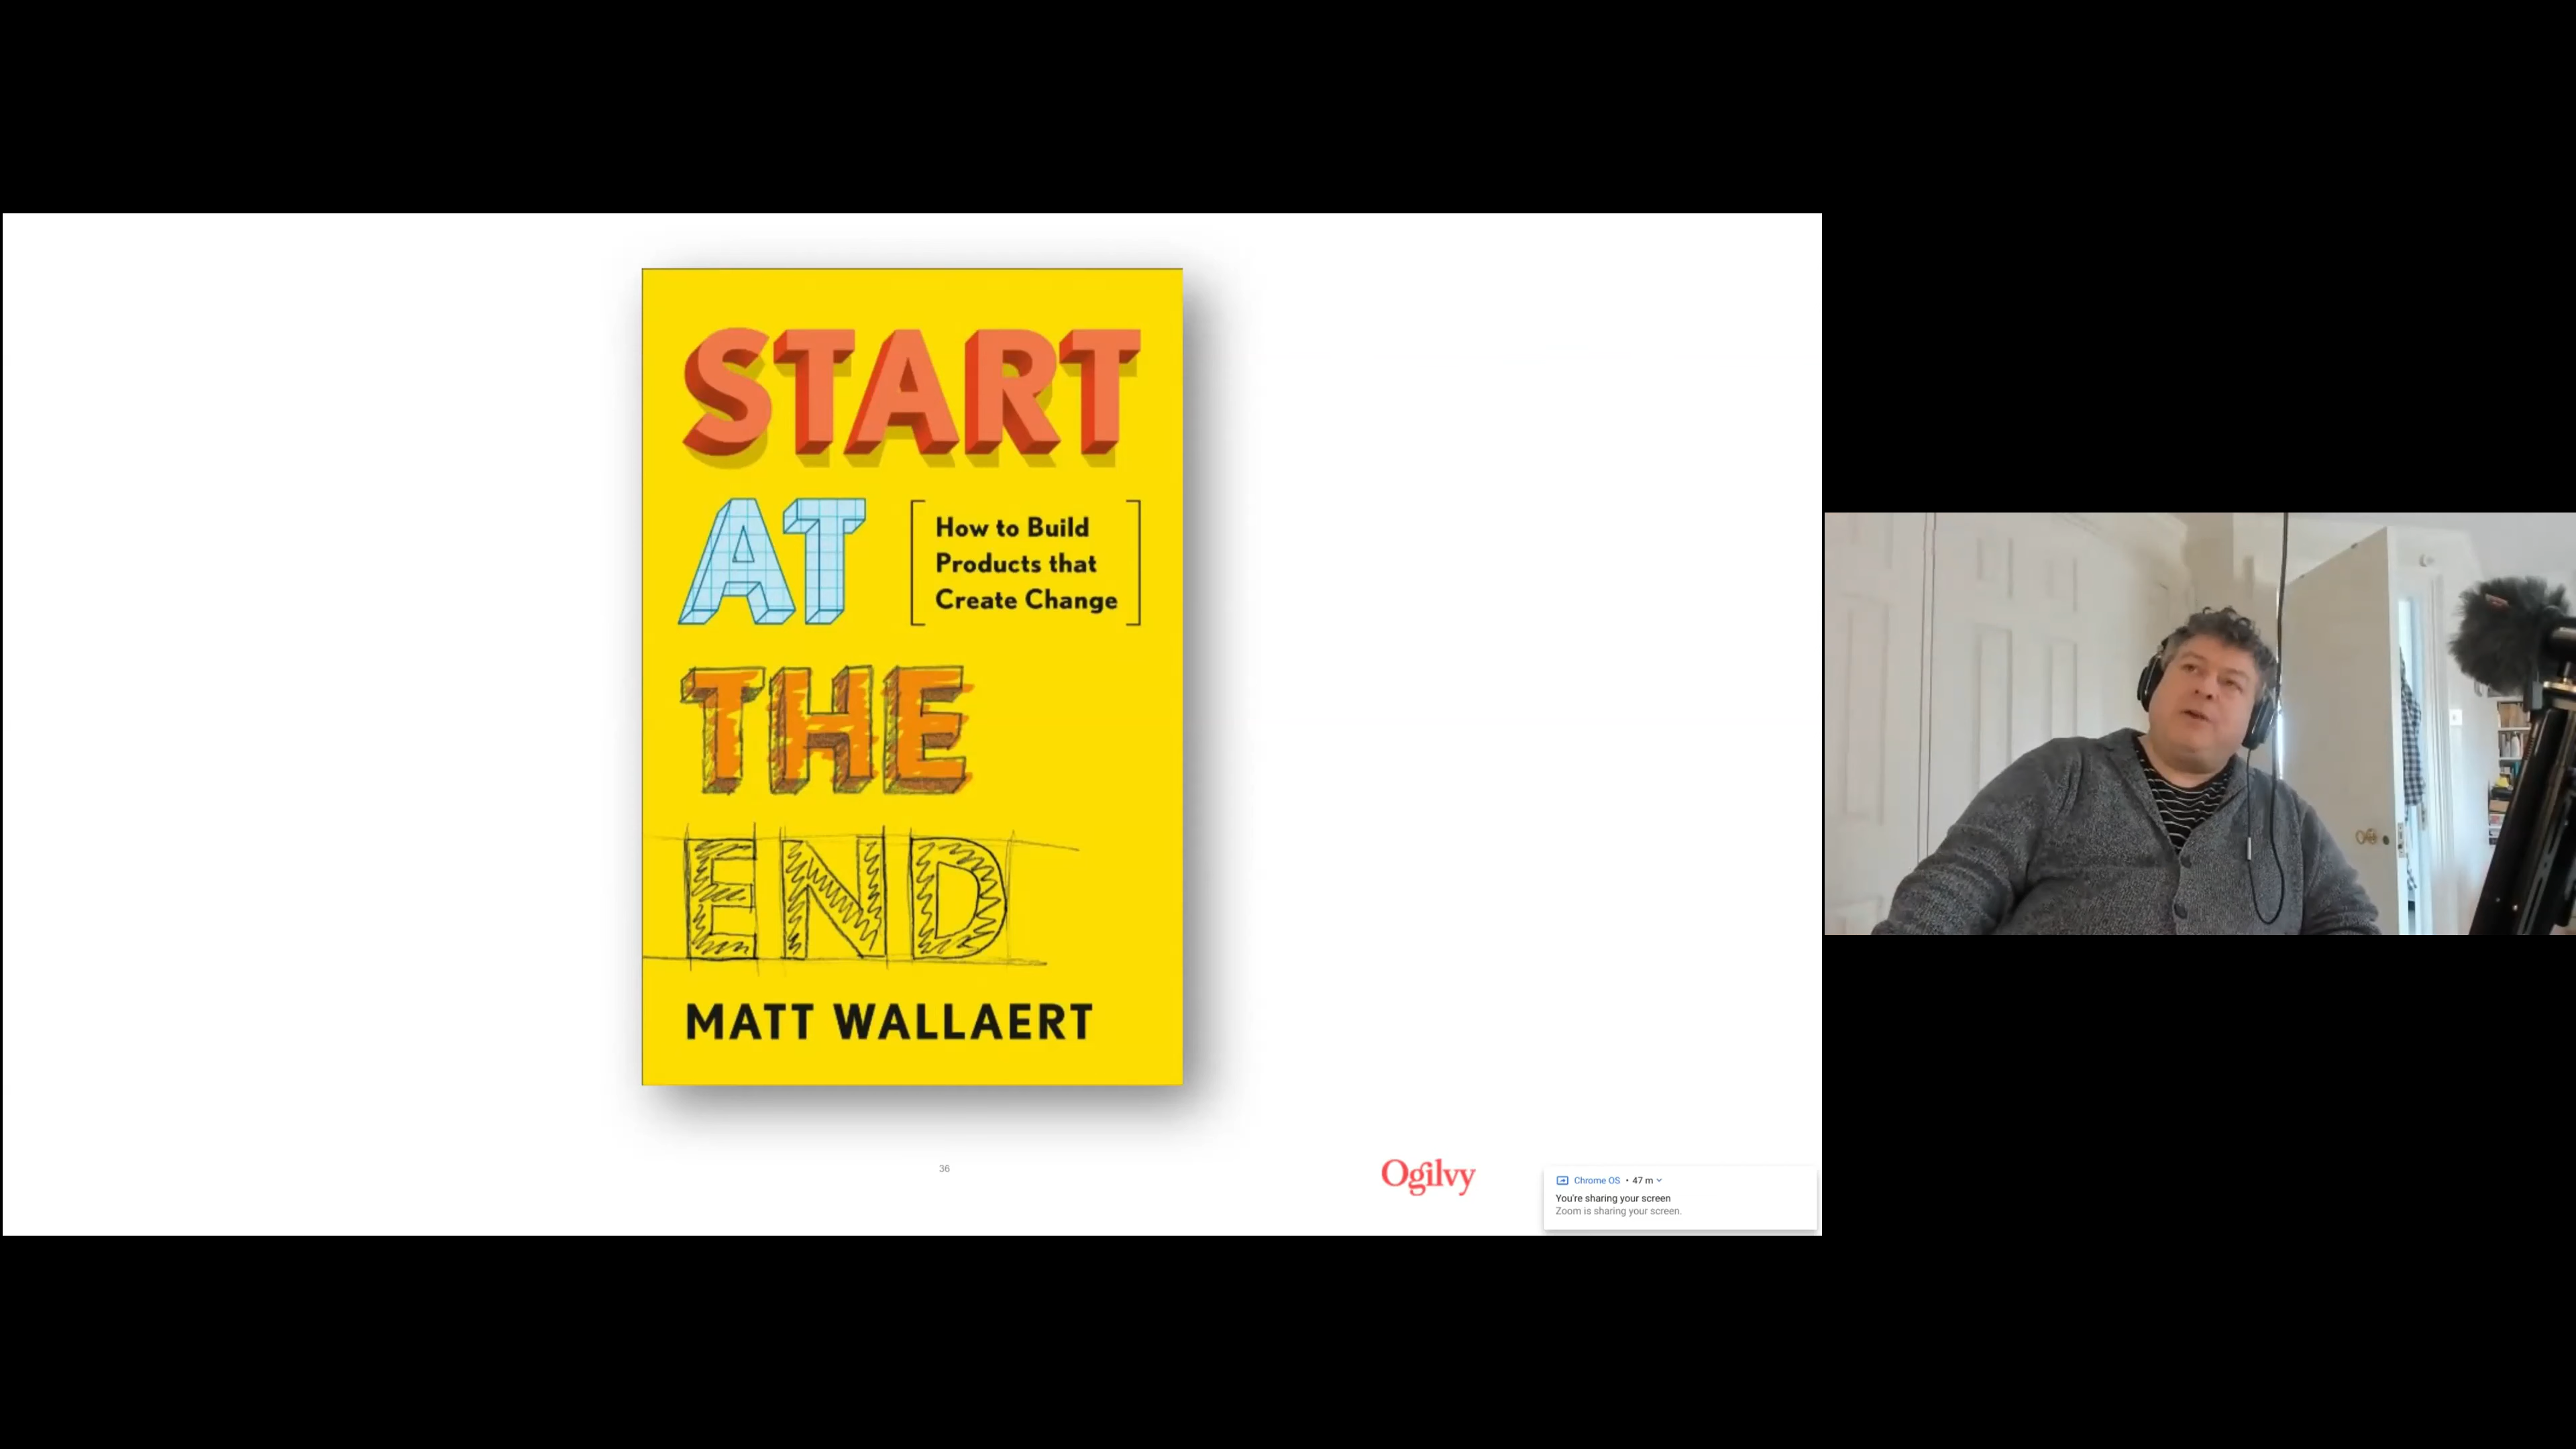 START
AT
How to Build
Products that
Create Change
THE
END
MATT WALLAERT
36
Ogilvy
Chrome OS • 47 m
You're sharing your screen
Zoom is sharing your screen.